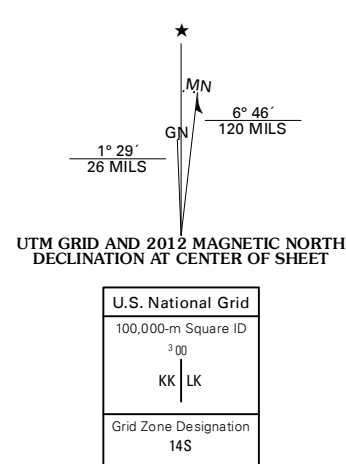 ★
MN
6° 46´
120 MILS
GN
1° 29´
26 MILS
UTM GRID AND 2012 MAGNETIC NORTH
DECLINATION AT CENTER OF SHEET
U.S. National Grid
100,000-m Square ID
³00
KK LK
Grid Zone Designation
14S